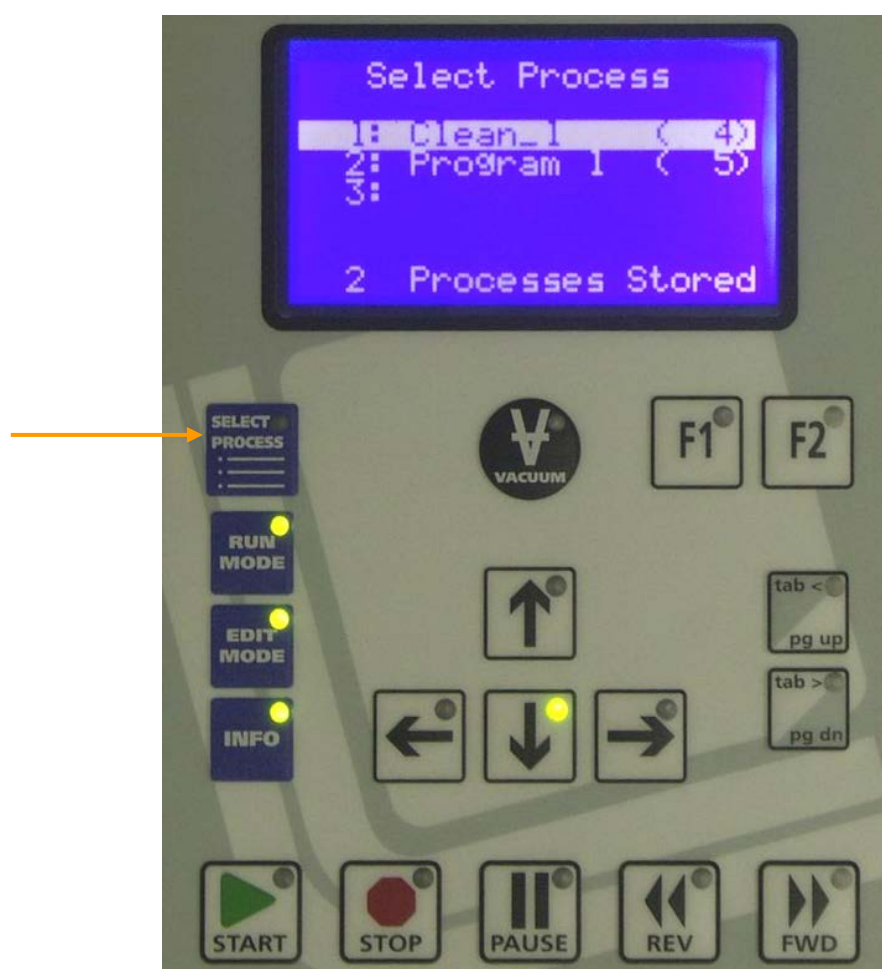 Select Process
1: Clean_1 ( 4)
2: Program 1 ( 5)
3:
2 Processes Stored
SELECT
PROCESS
VACUUM
F1
F2
RUN
MODE
EDIT
MODE
INFO
tab <
pg up
tab >
pg dn
START
STOP
PAUSE
REV
FWD